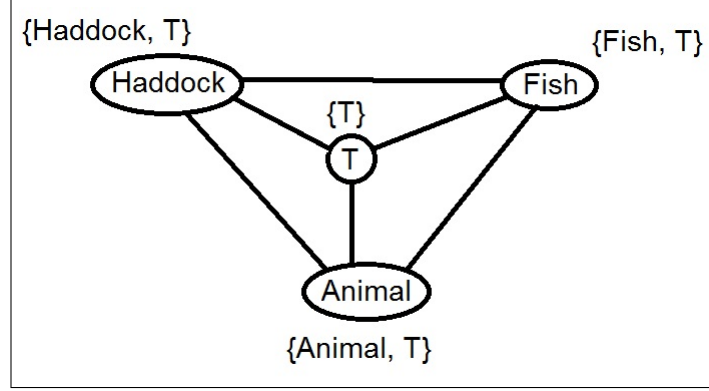 {Haddock, T}
{Fish, T}
Haddock
Fish
{T}
T
Animal
{Animal, T}